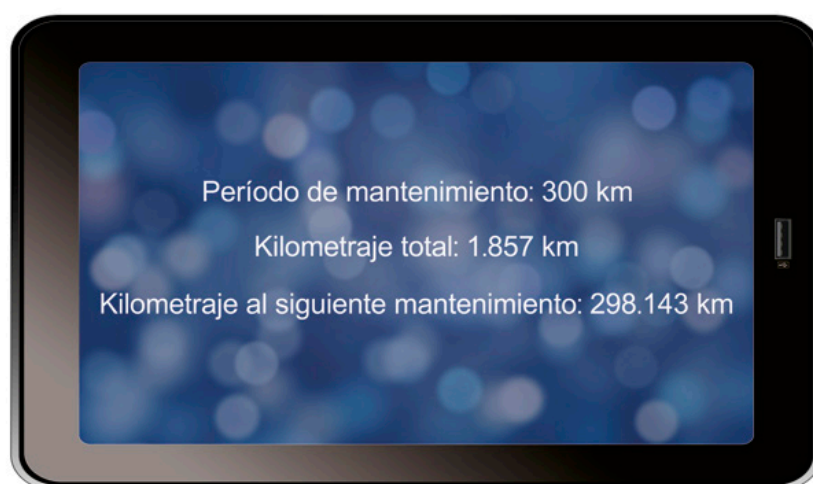 Período de mantenimiento: 300 km
Kilometraje total: 1.857 km
Kilometraje al siguiente mantenimiento: 298.143 km